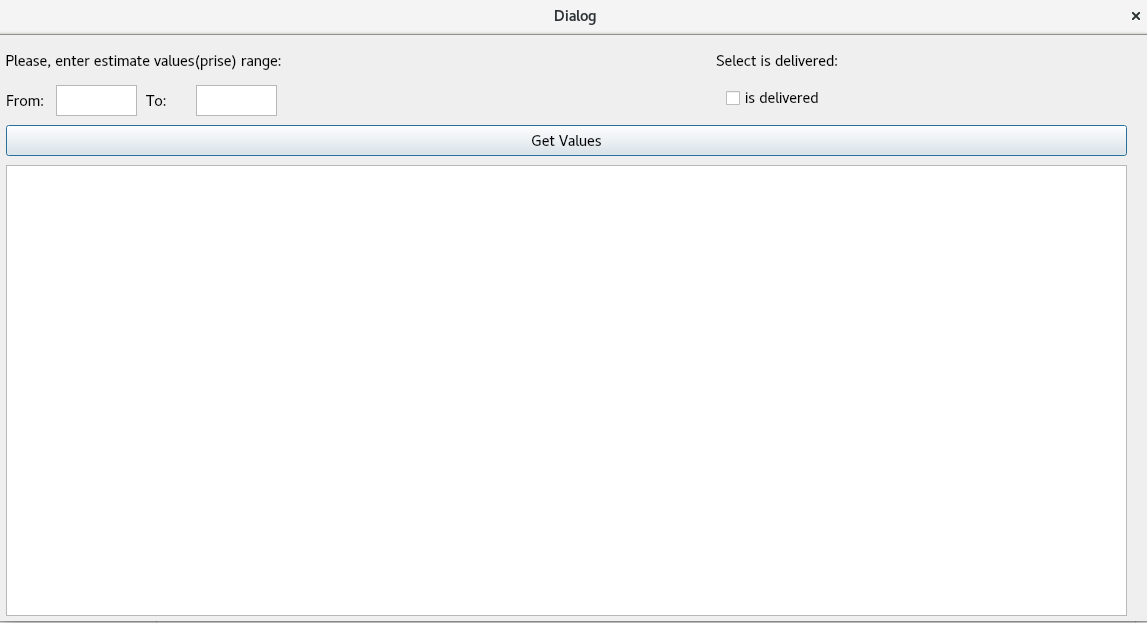 Dialog
Please, enter estimate values(prise) range:
Select is delivered:
From:
To:
is delivered
Get Values